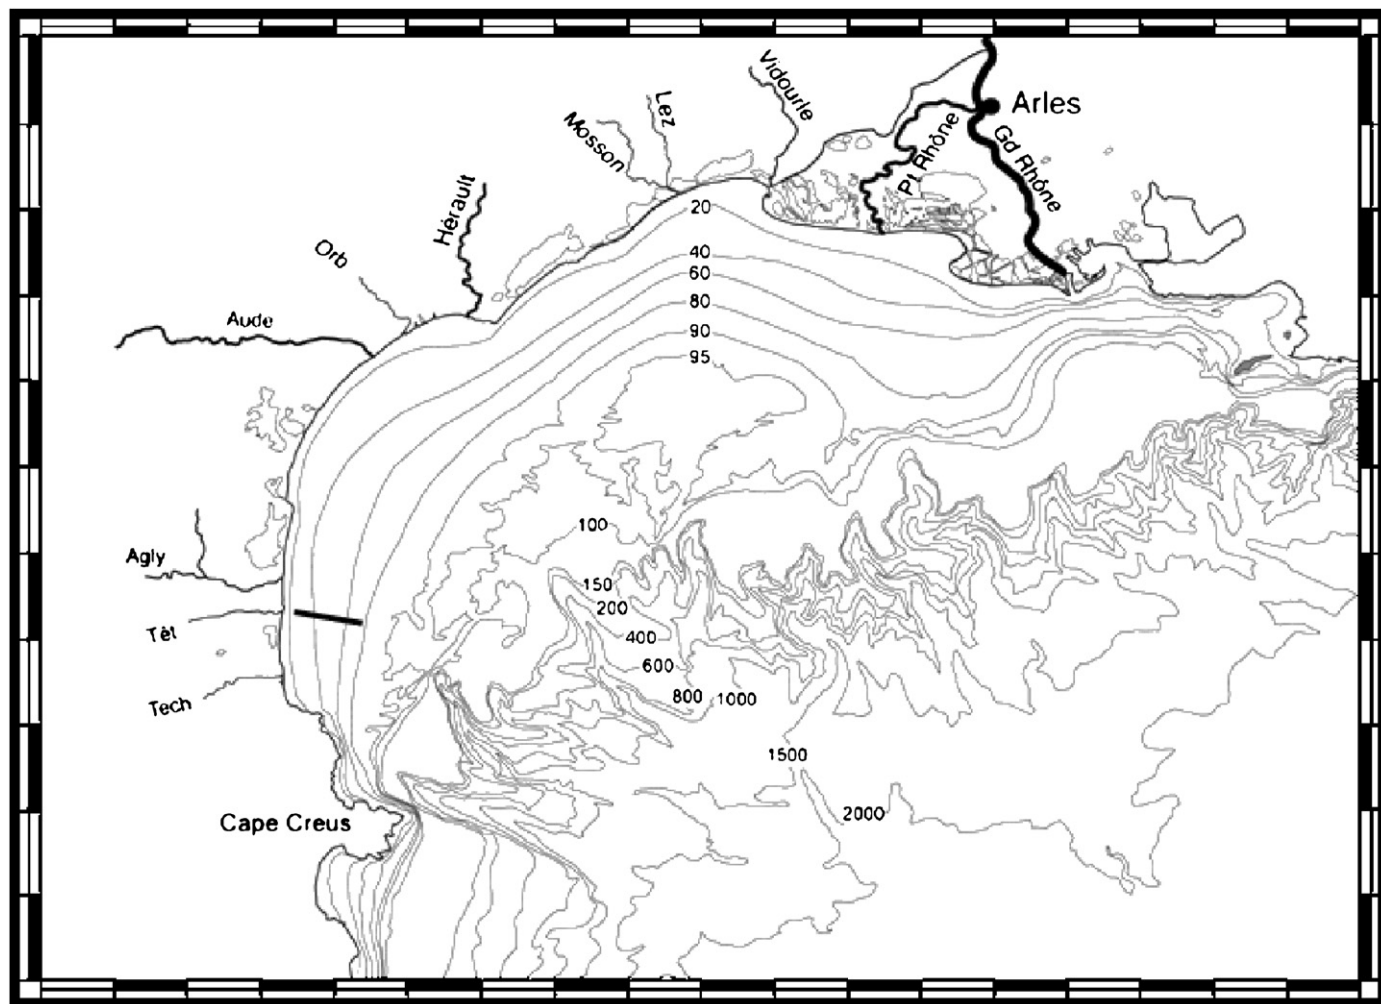 Arles
Vidourle
Lez
Mosson
Pt Rhône
Gd Rhône
Hérault
Orb
Aude
20
40
60
80
90
95
100
Agly
Têt
Tech
150
200
400
600
800
1000
1500
2000
Cape Creus